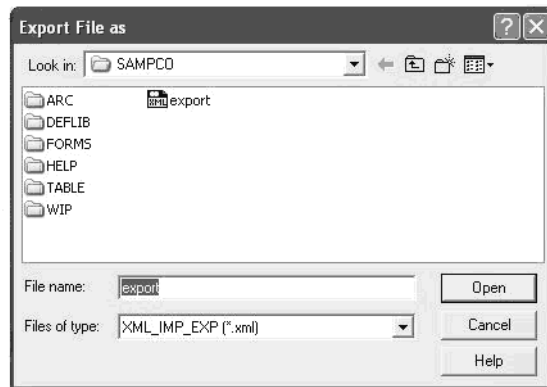 Export File as
Look in: SAMPCO
ARC
XML export
DEFLIB
FORMS
HELP
TABLE
WIP
File name: export Open
Files of type: XML_IMP_EXP (*.xml) Cancel
Help